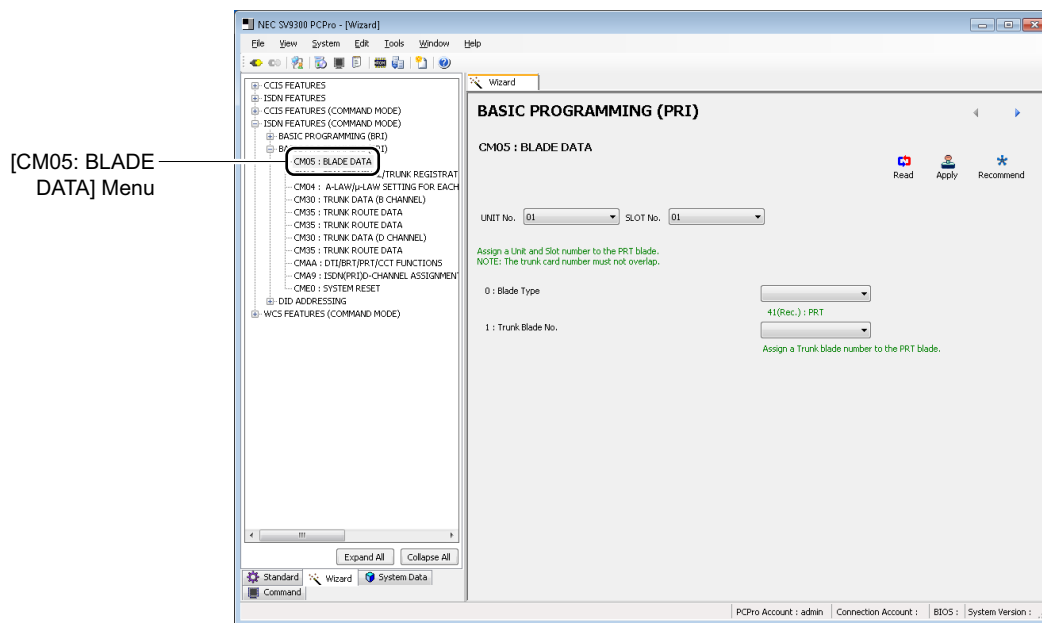 NEC SV9300 PCPro - [Wizard]
File View System Edit Tools Window Help
[CM05: BLADE
DATA] Menu
CCIS FEATURES
ISDN FEATURES
CCIS FEATURES (COMMAND MODE)
ISDN FEATURES (COMMAND MODE)
BASIC PROGRAMMING (BRI)
CM05 : BLADE DATA
/TRUNK REGISTRAT
CM04 : A-LAW/μ-LAW SETTING FOR EACH
CM30 : TRUNK DATA (B CHANNEL)
CM35 : TRUNK ROUTE DATA
CM35 : TRUNK ROUTE DATA
CM30 : TRUNK DATA (D CHANNEL)
CM35 : TRUNK ROUTE DATA
CMAA : DTI/BRT/PRT/CCT FUNCTIONS
CMA9 : ISDN(PRI)D-CHANNEL ASSIGNMEN
CME0 : SYSTEM RESET
DID ADDRESSING
WCS FEATURES (COMMAND MODE)
Expand All Collapse All
Standard Wizard System Data
Command
Wizard
BASIC PROGRAMMING (PRI)
CM05 : BLADE DATA
Read Apply Recommend
UNIT No. 01 SLOT No. 01
Assign a Unit and Slot number to the PRT blade.
NOTE: The trunk card number must not overlap.
0 : Blade Type
41(Rec.) : PRT
1 : Trunk Blade No.
Assign a Trunk blade number to the PRT blade.
PCPro Account : admin Connection Account : BIOS : System Version :